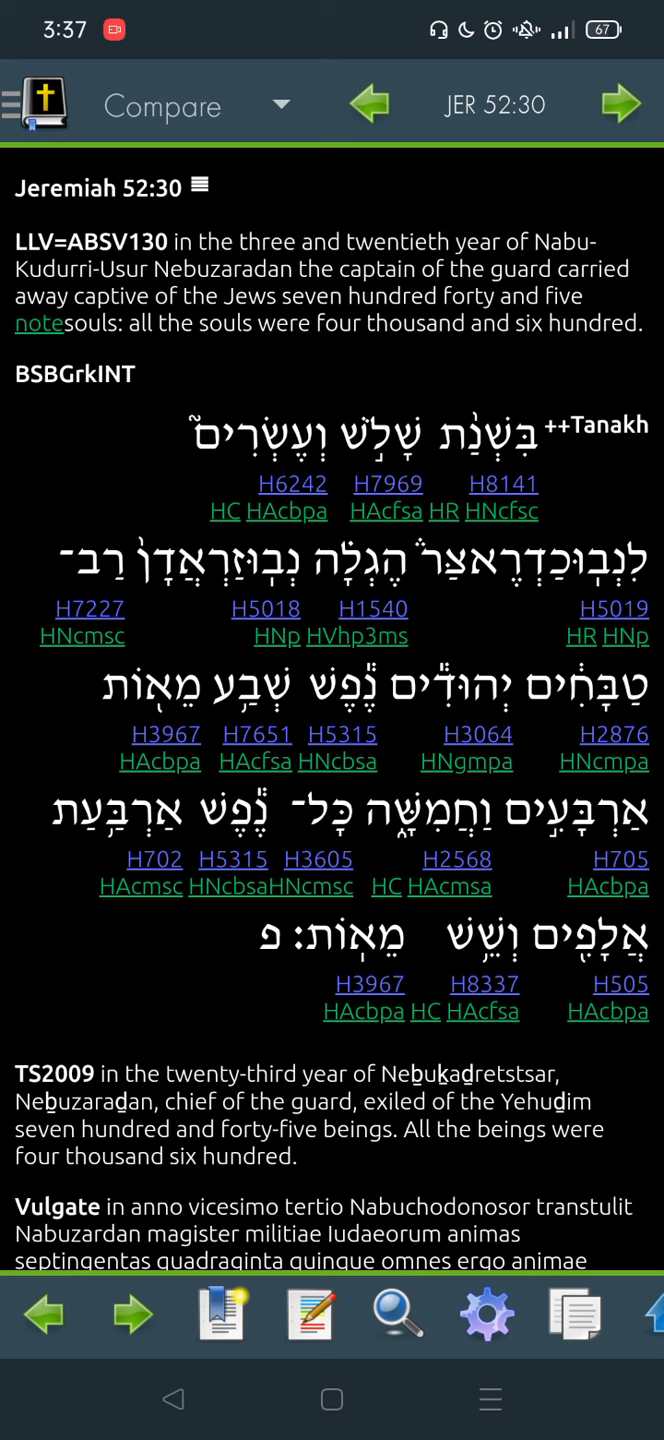 3:37
67
Compare
JER 52:30
Jeremiah 52:30
LLV=ABSV130 in the three and twentieth year of Nabu-
Kudurri-Usur Nebuzaradan the captain of the guard carried
away captive of the Jews seven hundred forty and five
notesouls: all the souls were four thousand and six hundred.
BSBGrkINT
++Tanakh בִּשְׁנַ֨ת שָׁלֹ֣שׁ וְעֶשְׂרִים֮
H6242 H7969 H8141
HC HAcbpa HAcfsa HR HNcfsc
לִנְבֽוּכַדְרֶאצַּר֒ הֶגְלָ֗ה נְבֽוּזַרְאֲדָן֙ רַב־
H7227 H5018 H1540 H5019
HNcmsc HNp HVhp3ms HR HNp
טַבָּחִ֔ים יְהוּדִ֕ים נֶ֕פֶשׁ שְׁבַ֥ע מֵא֖וֹת
H3967 H7651 H5315 H3064 H2876
HAcbpa HAcfsa HNcbsa HNgmpa HNcmpa
אַרְבָּעִ֣ים וַחֲמִשָּׁ֑ה כָּל־ נֶ֕פֶשׁ אַרְבַּ֥עַת
H702 H5315 H3605 H2568 H705
HAcmsc HNcbsaHNcmsc HC HAcmsa HAcbpa
אֲלָפִ֖ים וְשֵׁ֥שׁ מֵאֽוֹת׃ פ
H3967 H8337 H505
HAcbpa HC HAcfsa HAcbpa
TS2009 in the twenty-third year of Neḇuḵaḏretstsar,
Neḇuzaraḏan, chief of the guard, exiled of the Yehuḏim
seven hundred and forty-five beings. All the beings were
four thousand six hundred.
Vulgate in anno vicesimo tertio Nabuchodonosor transtulit
Nabuzardan magister militiae Iudaeorum animas
septingentas quadraginta quinque omnes ergo animae